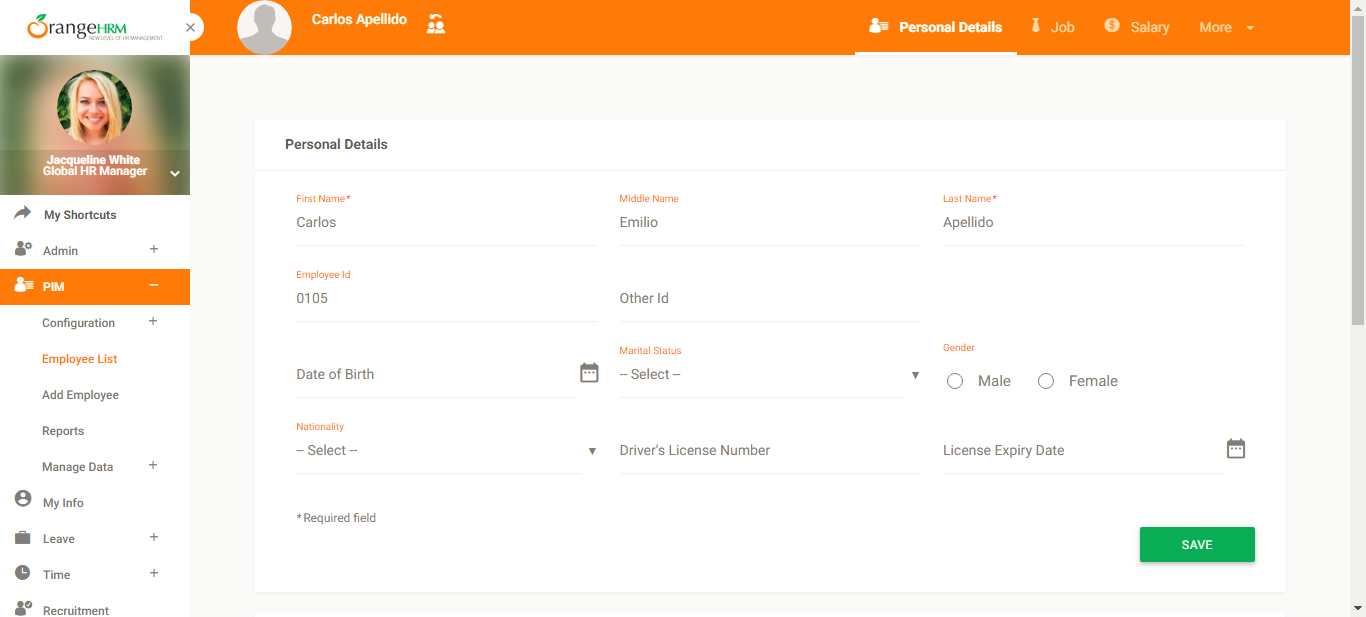 OrangeHRM
NEW LEVEL OF HR MANAGEMENT
Carlos Apellido
Personal Details
Job
Salary
More
Jacqueline White
Global HR Manager
My Shortcuts
Admin
PIM
Configuration
Employee List
Add Employee
Reports
Manage Data
My Info
Leave
Time
Recruitment
Personal Details
First Name*
Middle Name
Last Name*
Carlos
Emilio
Apellido
Employee Id
0105
Other Id
Marital Status
Gender
Date of Birth
-- Select --
Male
Female
Nationality
-- Select --
Driver's License Number
License Expiry Date
* Required field
SAVE